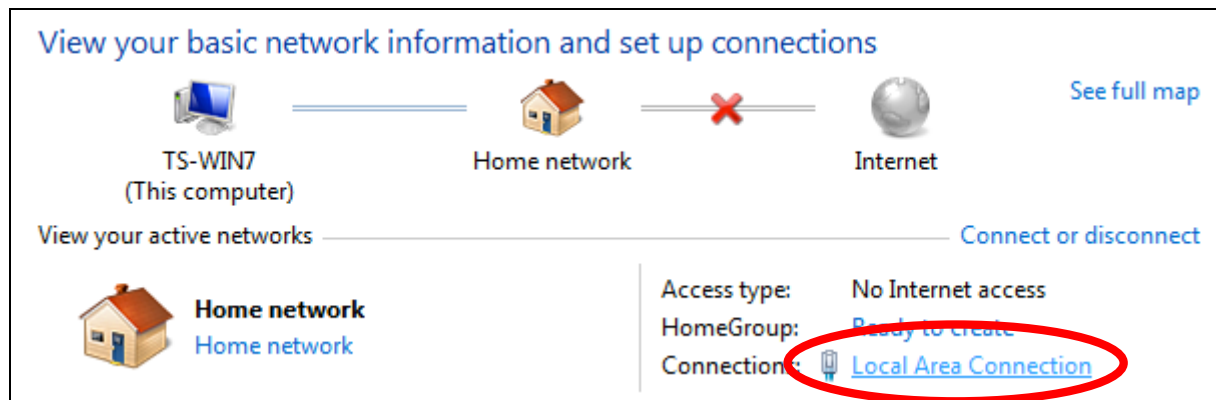 View your basic network information and set up connections
See full map
TS-WIN7
(This computer)
Home network
Internet
View your active networks
Connect or disconnect
Home network
Home network
Access type: No Internet access
HomeGroup: Ready to create
Connections: Local Area Connection